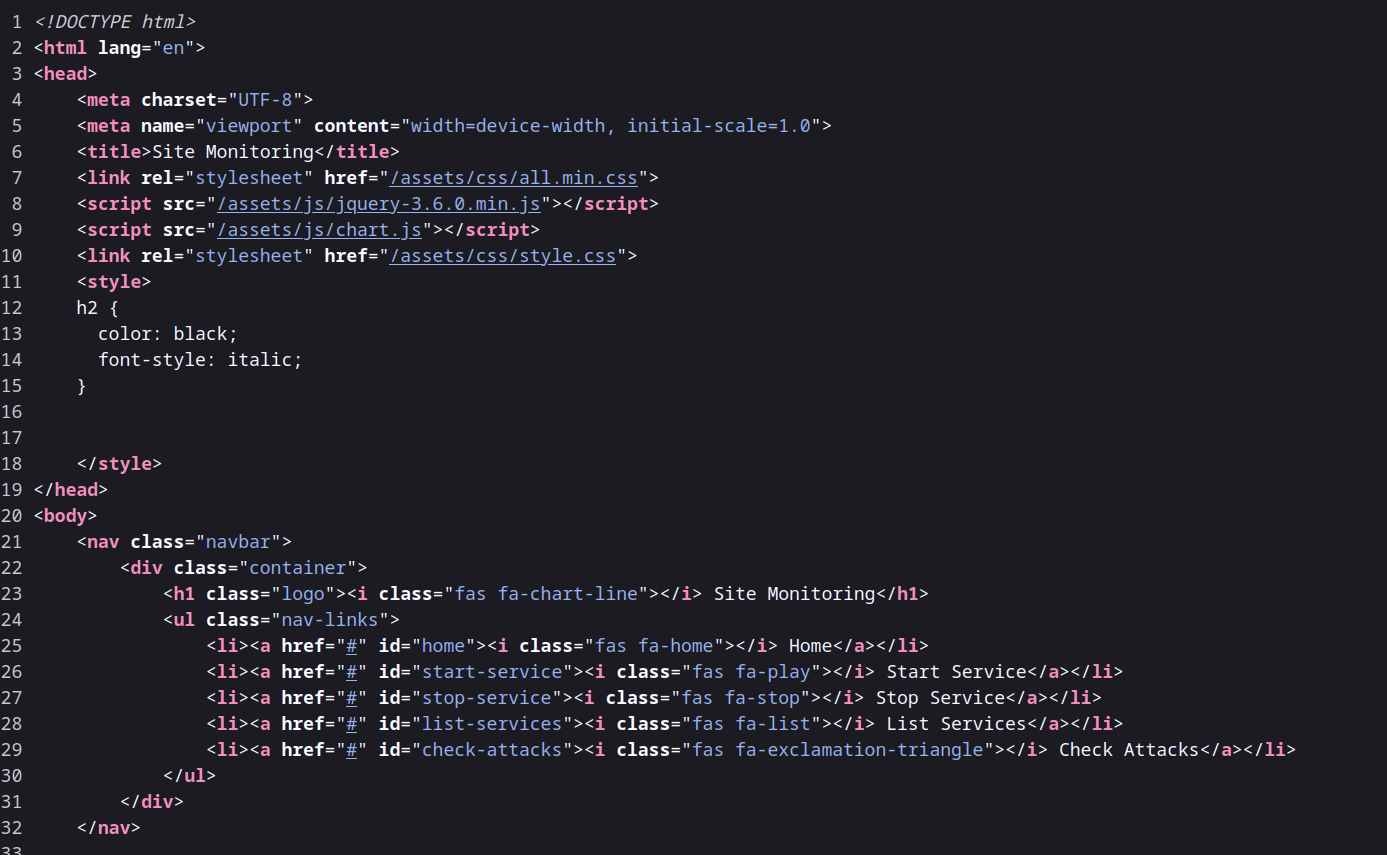 1 <!DOCTYPE html>
2 <html lang="en">
3 <head>
4     <meta charset="UTF-8">
5     <meta name="viewport" content="width=device-width, initial-scale=1.0">
6     <title>Site Monitoring</title>
7     <link rel="stylesheet" href="/assets/css/all.min.css">
8     <script src="/assets/js/jquery-3.6.0.min.js"></script>
9     <script src="/assets/js/chart.js"></script>
10     <link rel="stylesheet" href="/assets/css/style.css">
11     <style>
12     h2 {
13       color: black;
14       font-style: italic;
15     }
16
17
18     </style>
19 </head>
20 <body>
21     <nav class="navbar">
22         <div class="container">
23             <h1 class="logo"><i class="fas fa-chart-line"></i> Site Monitoring</h1>
24             <ul class="nav-links">
25                 <li><a href="#" id="home"><i class="fas fa-home"></i> Home</a></li>
26                 <li><a href="#" id="start-service"><i class="fas fa-play"></i> Start Service</a></li>
27                 <li><a href="#" id="stop-service"><i class="fas fa-stop"></i> Stop Service</a></li>
28                 <li><a href="#" id="list-services"><i class="fas fa-list"></i> List Services</a></li>
29                 <li><a href="#" id="check-attacks"><i class="fas fa-exclamation-triangle"></i> Check Attacks</a></li>
30             </ul>
31         </div>
32     </nav>
33